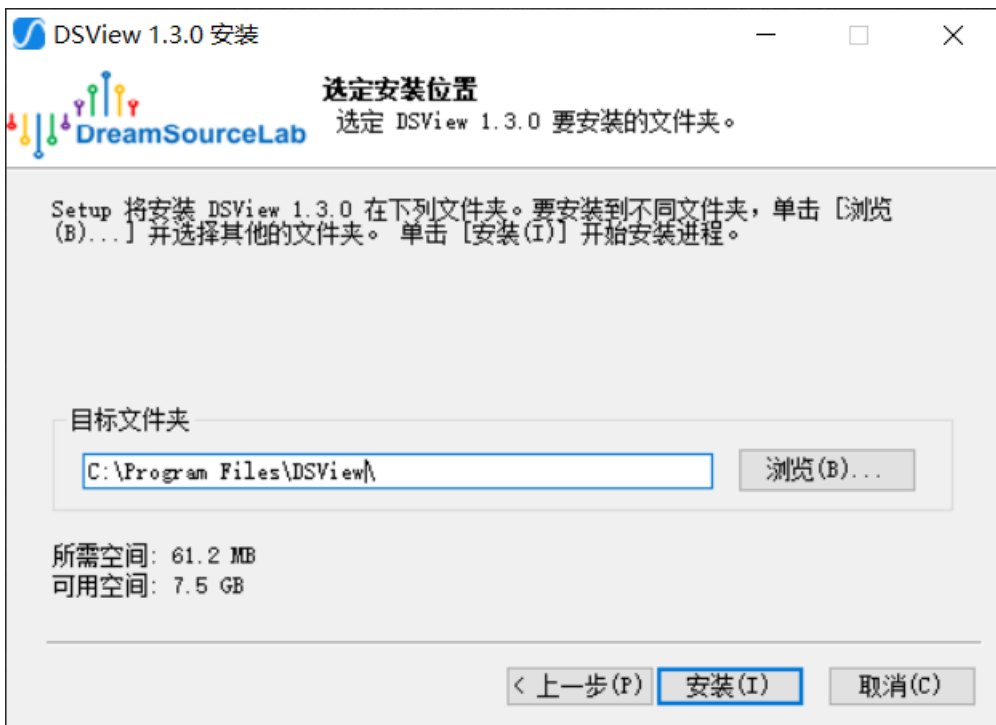 DSView 1.3.0 安装
DreamSourceLab
选定安装位置
选定 DSView 1.3.0 要安装的文件夹。
Setup 将安装 DSView 1.3.0 在下列文件夹。要安装到不同文件夹，单击 [浏览
(B)...] 并选择其他的文件夹。 单击 [安装(I)] 开始安装进程。
目标文件夹
C:\Program Files\DSView\
浏览(B)...
所需空间: 61.2 MB
可用空间: 7.5 GB
< 上一步(P)
安装(I)
取消(C)